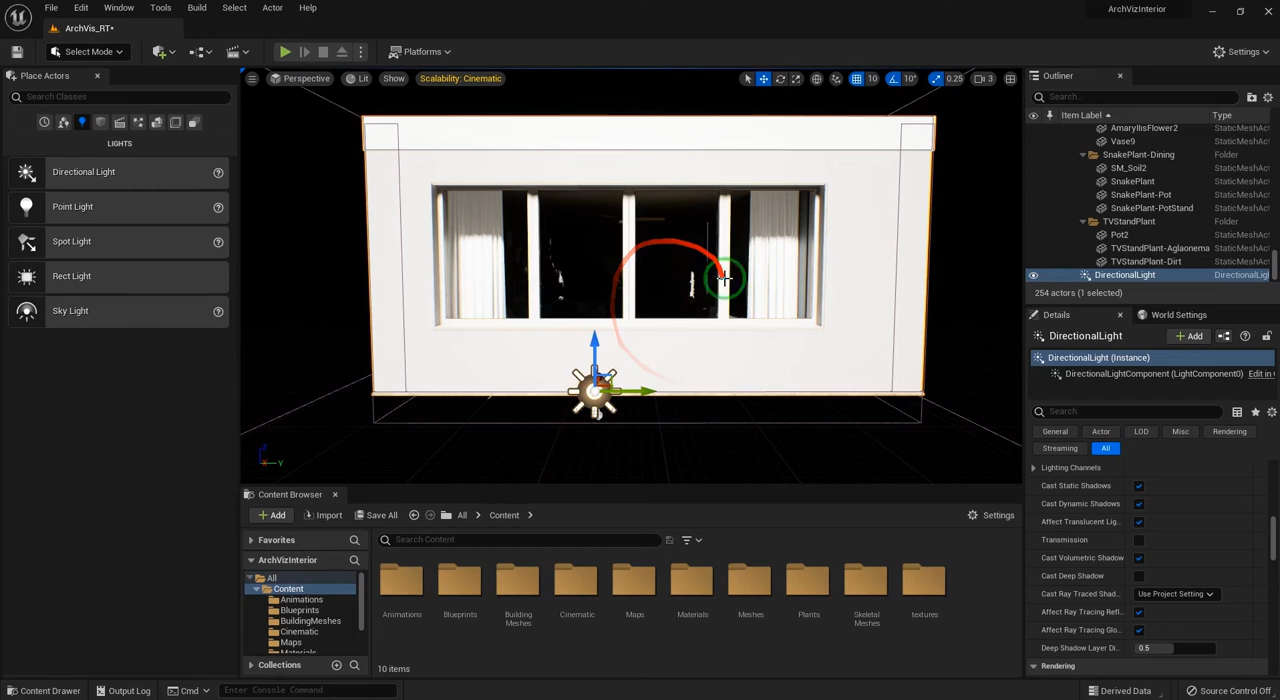 File Edit Window Tools Build Select Actor Help
ArchVizInterior
ArchVis_RT*
Select Mode
Platforms
Settings
Place Actors
Search Classes
LIGHTS
Directional Light
Point Light
Spot Light
Rect Light
Sky Light
Perspective Lit Show Scalability: Cinematic
10 10° 0.25 3
Z
X Y
Outliner
Search...
Item Label Type
AmaryllisFlower2 StaticMeshAct
Vase9 StaticMeshAct
SnakePlant-Dining Folder
SM_Soil2 StaticMeshAct
SnakePlant StaticMeshAct
SnakePlant-Pot StaticMeshAct
SnakePlant-PotStand StaticMeshAct
TVStandPlant Folder
Pot2 StaticMeshAct
TVStandPlant-Aglaonema StaticMeshAct
TVStandPlant-Dirt StaticMeshAct
DirectionalLight DirectionalLigh
254 actors (1 selected)
Details World Settings
DirectionalLight Add
DirectionalLight (Instance)
DirectionalLightComponent (LightComponent0) Edit in C
Search
General Actor LOD Misc Rendering
Streaming All
Lighting Channels
Cast Static Shadows
Cast Dynamic Shadows
Affect Translucent Lig..
Transmission
Cast Volumetric Shadow
Cast Deep Shadow
Cast Ray Traced Shad.. Use Project Setting
Affect Ray Tracing Refl..
Affect Ray Tracing Glo..
Deep Shadow Layer Di.. 0.5
Rendering
Content Browser
Add Import Save All All Content Settings
Favorites
ArchVizInterior
All
Content
Animations
Blueprints
BuildingMeshes
Cinematic
Maps
Materials
Collections
Search Content
Animations Blueprints Building Meshes Cinematic Maps Materials Meshes Plants Skeletal Meshes textures
10 items
Content Drawer Output Log Cmd Enter Console Command Derived Data Source Control Off